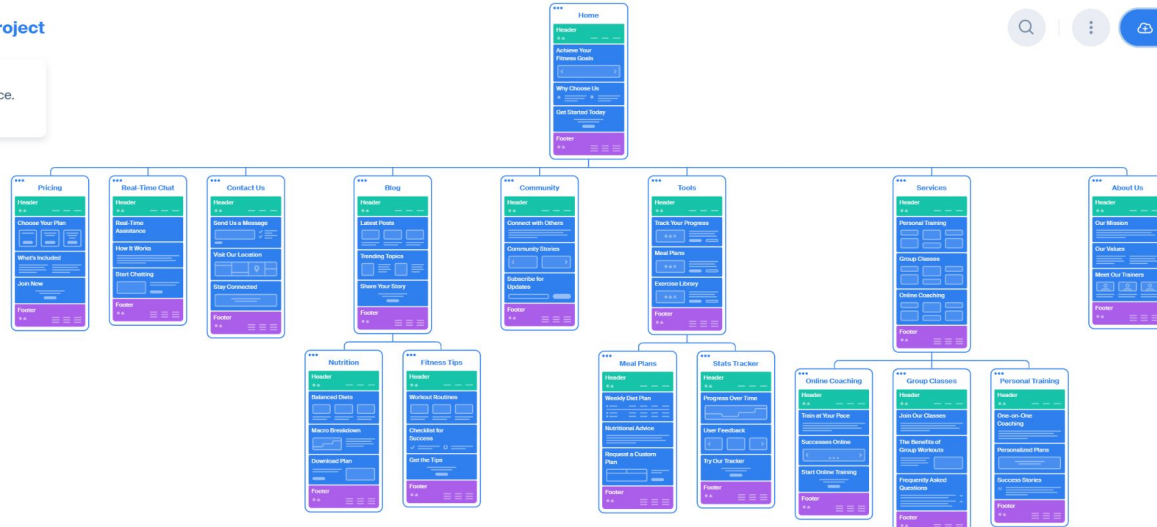 roject
ce.
Home
Header
Achieve Your
Fitness Goals
Why Choose Us
Get Started Today
Footer
Pricing
Header
Choose Your Plan
What's Included
Join Now
Footer
Real-Time Chat
Header
Real-Time
Assistance
How It Works
Start Chatting
Footer
Contact Us
Header
Send Us a Message
Visit Our Location
Stay Connected
Footer
Blog
Header
Latest Posts
Trending Topics
Share Your Story
Footer
Community
Header
Connect with Others
Community Stories
Subscribe for
Updates
Footer
Tools
Header
Track Your Progress
Meal Plans
Exercise Library
Footer
Services
Header
Personal Training
Group Classes
Online Coaching
Footer
About Us
Header
Our Mission
Our Values
Meet Our Trainers
Footer
Nutrition
Header
Balanced Diets
Macro Breakdown
Download Plan
Footer
Fitness Tips
Header
Workout Routines
Checklist for
Success
Get the Tips
Footer
Meal Plans
Header
Weekly Diet Plan
Nutritional Advice
Request a Custom
Plan
Footer
Stats Tracker
Header
Progress Over Time
User Feedback
Try Our Tracker
Footer
Online Coaching
Header
Train at Your Pace
Successes Online
Start Online Training
Footer
Group Classes
Header
Join Our Classes
The Benefits of
Group Workouts
Frequently Asked
Questions
Footer
Personal Training
Header
One-on-One
Coaching
Personalized Plans
Success Stories
Footer